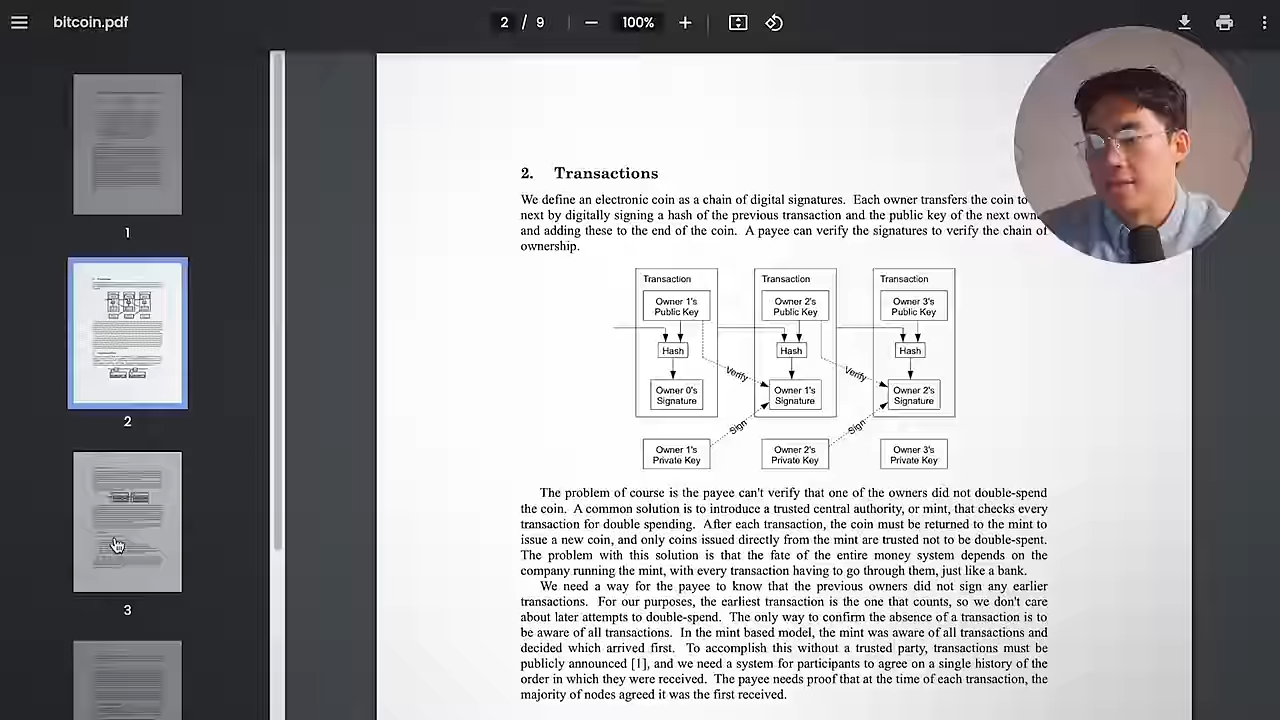 bitcoin.pdf
2 / 9
100%
1
2
3
2. Transactions
We define an electronic coin as a chain of digital signatures. Each owner transfers the coin to
next by digitally signing a hash of the previous transaction and the public key of the next
and adding these to the end of the coin. A payee can verify the signatures to verify the chain of
ownership.
Transaction Transaction Transaction
Owner 1's Owner 2's Owner 3's
Public Key Public Key Public Key
Hash Hash Hash
Verify Verify
Owner 0's Owner 1's Owner 2's
Signature Signature Signature
Sign Sign
Owner 1's Owner 2's Owner 3's
Private Key Private Key Private Key
The problem of course is the payee can't verify that one of the owners did not double-spend
the coin. A common solution is to introduce a trusted central authority, or mint, that checks every
transaction for double spending. After each transaction, the coin must be returned to the mint to
issue a new coin, and only coins issued directly from the mint are trusted not to be double-spent.
The problem with this solution is that the fate of the entire money system depends on the
company running the mint, with every transaction having to go through them, just like a bank.
We need a way for the payee to know that the previous owners did not sign any earlier
transactions. For our purposes, the earliest transaction is the one that counts, so we don't care
about later attempts to double-spend. The only way to confirm the absence of a transaction is to
be aware of all transactions. In the mint based model, the mint was aware of all transactions and
decided which arrived first. To accomplish this without a trusted party, transactions must be
publicly announced [1], and we need a system for participants to agree on a single history of the
order in which they were received. The payee needs proof that at the time of each transaction, the
majority of nodes agreed it was the first received.